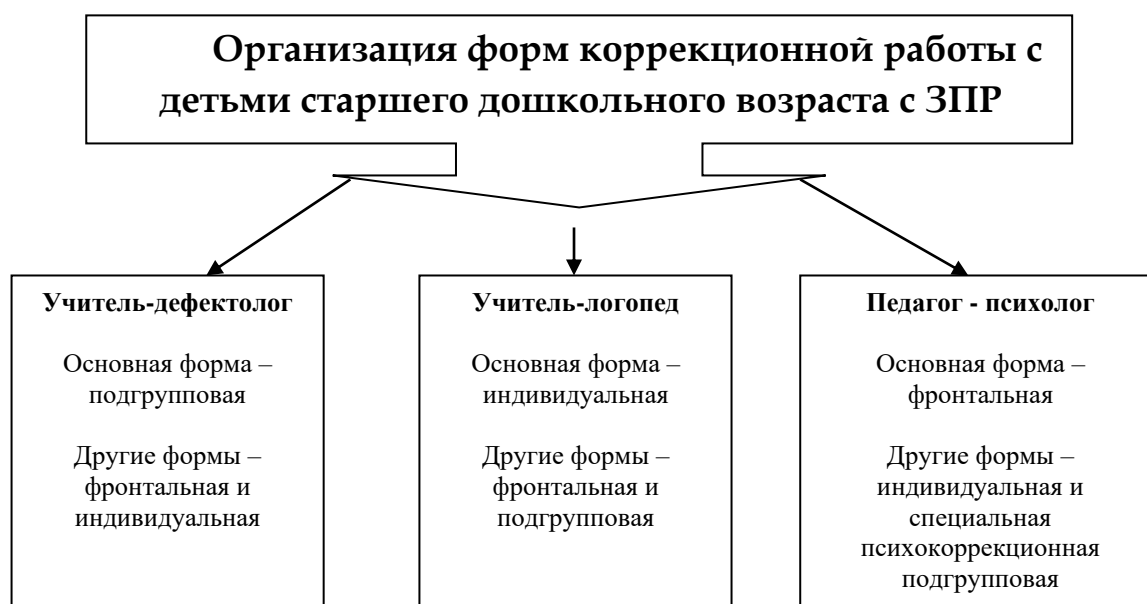 Организация форм коррекционной работы с
детьми старшего дошкольного возраста с ЗПР
Учитель-дефектолог
Основная форма –
подгрупповая
Другие формы –
фронтальная и
индивидуальная
Учитель-логопед
Основная форма –
индивидуальная
Другие формы –
фронтальная и
подгрупповая
Педагог - психолог
Основная форма –
фронтальная
Другие формы –
индивидуальная и
специальная
психокоррекционная
подгрупповая